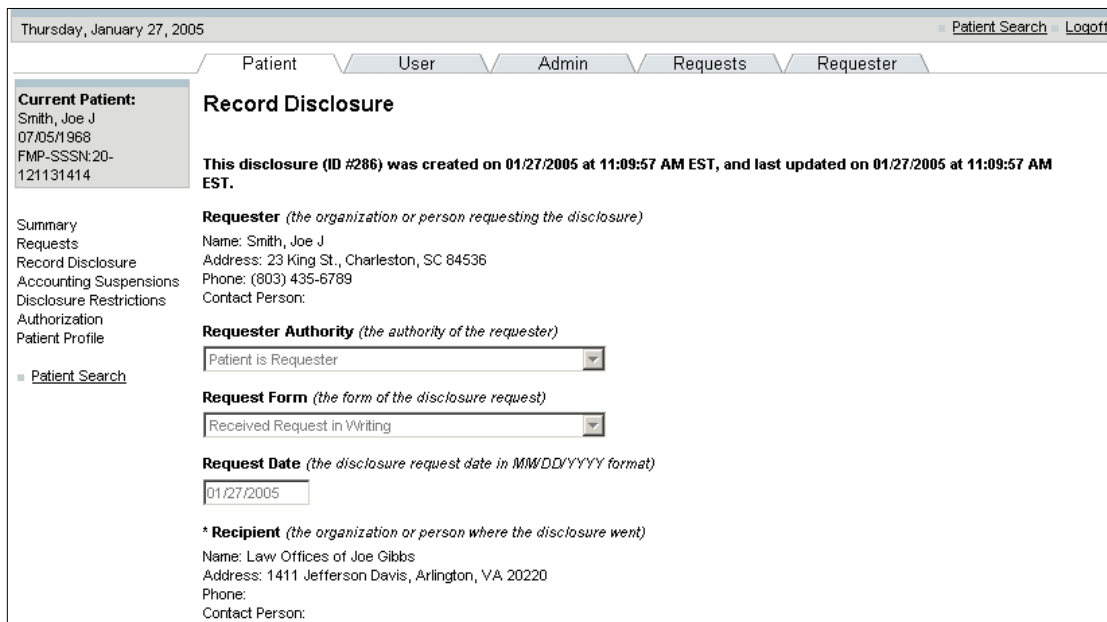 Thursday, January 27, 2005
Patient Search
Logoff
Patient
User
Admin
Requests
Requester
Current Patient:
Smith, Joe J
07/05/1968
FMP-SSSN:20-
121131414
Summary
Requests
Record Disclosure
Accounting Suspensions
Disclosure Restrictions
Authorization
Patient Profile
Patient Search
Record Disclosure
This disclosure (ID #286) was created on 01/27/2005 at 11:09:57 AM EST, and last updated on 01/27/2005 at 11:09:57 AM
EST.
Requester (the organization or person requesting the disclosure)
Name: Smith, Joe J
Address: 23 King St., Charleston, SC 84536
Phone: (803) 435-6789
Contact Person:
Requester Authority (the authority of the requester)
Patient is Requester
Request Form (the form of the disclosure request)
Received Request in Writing
Request Date (the disclosure request date in MM/DD/YYYY format)
01/27/2005
* Recipient (the organization or person where the disclosure went)
Name: Law Offices of Joe Gibbs
Address: 1411 Jefferson Davis, Arlington, VA 20220
Phone:
Contact Person: